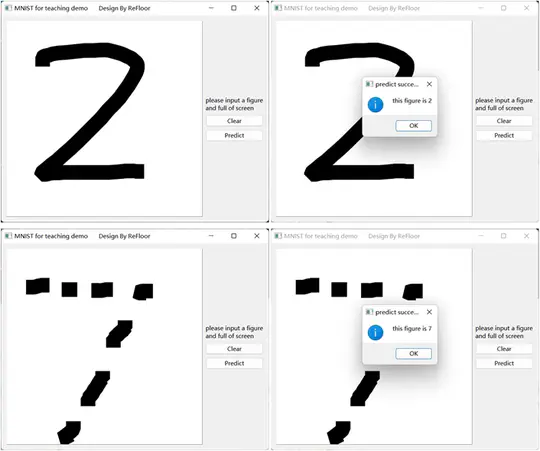 MNIST for teaching demo Design By ReFloor
2
please input a figure
and full of screen
Clear
Predict
MNIST for teaching demo Design By ReFloor
2
predict succe...
this figure is 2
OK
please input a figure
and full of screen
Clear
Predict
MNIST for teaching demo Design By ReFloor
7
please input a figure
and full of screen
Clear
Predict
MNIST for teaching demo Design By ReFloor
7
predict succe...
this figure is 7
OK
please input a figure
and full of screen
Clear
Predict